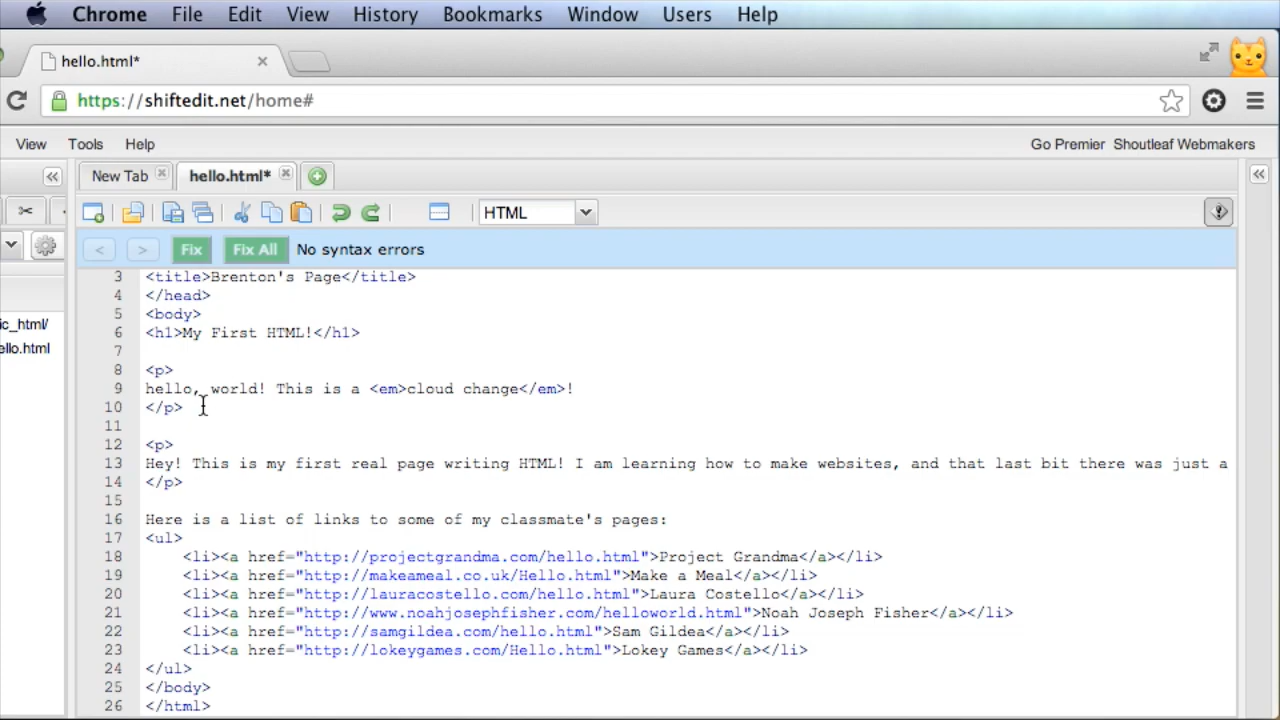 Chrome File Edit View History Bookmarks Window Users Help
hello.html*
https://shiftedit.net/home#
View Tools Help Go Premier Shoutleaf Webmakers
New Tab hello.html*
HTML
< > Fix Fix All No syntax errors
ic_html/
ello.html
3 <title>Brenton's Page</title>
4 </head>
5 <body>
6 <h1>My First HTML!</h1>
7
8 <p>
9 hello, world! This is a <em>cloud change</em>!
10 </p>
11
12 <p>
13 Hey! This is my first real page writing HTML! I am learning how to make websites, and that last bit there was just a
14 </p>
15
16 Here is a list of links to some of my classmate's pages:
17 <ul>
18 <li><a href="http://projectgrandma.com/hello.html">Project Grandma</a></li>
19 <li><a href="http://makeameal.co.uk/Hello.html">Make a Meal</a></li>
20 <li><a href="http://lauracostello.com/hello.html">Laura Costello</a></li>
21 <li><a href="http://www.noahjosephfisher.com/helloworld.html">Noah Joseph Fisher</a></li>
22 <li><a href="http://samgildea.com/hello.html">Sam Gildea</a></li>
23 <li><a href="http://lokeygames.com/Hello.html">Lokey Games</a></li>
24 </ul>
25 </body>
26 </html>